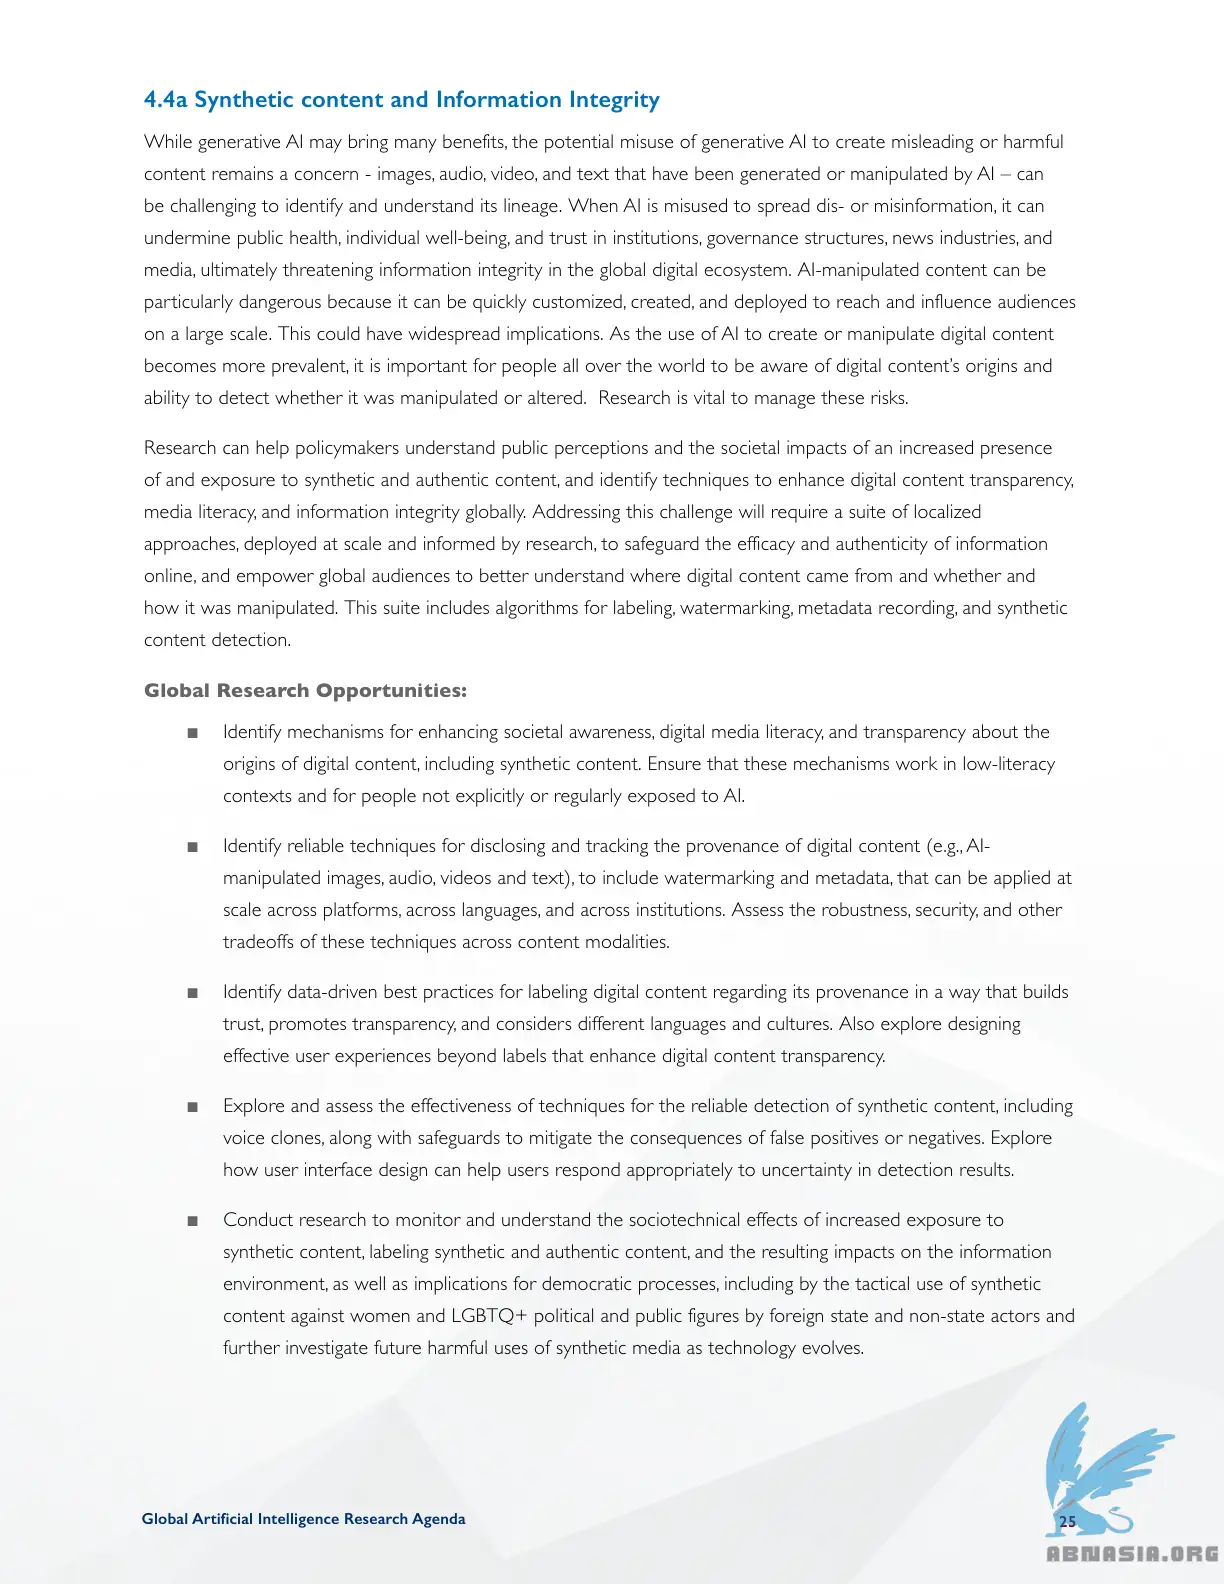 4.4a Synthetic content and Information Integrity
While generative AI may bring many benefits, the potential misuse of generative AI to create misleading or harmful
content remains a concern - images, audio, video, and text that have been generated or manipulated by AI – can
be challenging to identify and understand its lineage. When AI is misused to spread dis- or misinformation, it can
undermine public health, individual well-being, and trust in institutions, governance structures, news industries, and
media, ultimately threatening information integrity in the global digital ecosystem. AI-manipulated content can be
particularly dangerous because it can be quickly customized, created, and deployed to reach and influence audiences
on a large scale. This could have widespread implications. As the use of AI to create or manipulate digital content
becomes more prevalent, it is important for people all over the world to be aware of digital content’s origins and
ability to detect whether it was manipulated or altered. Research is vital to manage these risks.
Research can help policymakers understand public perceptions and the societal impacts of an increased presence
of and exposure to synthetic and authentic content, and identify techniques to enhance digital content transparency,
media literacy, and information integrity globally. Addressing this challenge will require a suite of localized
approaches, deployed at scale and informed by research, to safeguard the efficacy and authenticity of information
online, and empower global audiences to better understand where digital content came from and whether and
how it was manipulated. This suite includes algorithms for labeling, watermarking, metadata recording, and synthetic
content detection.
Global Research Opportunities:
■ Identify mechanisms for enhancing societal awareness, digital media literacy, and transparency about the
origins of digital content, including synthetic content. Ensure that these mechanisms work in low-literacy
contexts and for people not explicitly or regularly exposed to AI.
■ Identify reliable techniques for disclosing and tracking the provenance of digital content (e.g., AI-
manipulated images, audio, videos and text), to include watermarking and metadata, that can be applied at
scale across platforms, across languages, and across institutions. Assess the robustness, security, and other
tradeoffs of these techniques across content modalities.
■ Identify data-driven best practices for labeling digital content regarding its provenance in a way that builds
trust, promotes transparency, and considers different languages and cultures. Also explore designing
effective user experiences beyond labels that enhance digital content transparency.
■ Explore and assess the effectiveness of techniques for the reliable detection of synthetic content, including
voice clones, along with safeguards to mitigate the consequences of false positives or negatives. Explore
how user interface design can help users respond appropriately to uncertainty in detection results.
■ Conduct research to monitor and understand the sociotechnical effects of increased exposure to
synthetic content, labeling synthetic and authentic content, and the resulting impacts on the information
environment, as well as implications for democratic processes, including by the tactical use of synthetic
content against women and LGBTQ+ political and public figures by foreign state and non-state actors and
further investigate future harmful uses of synthetic media as technology evolves.
Global Artificial Intelligence Research Agenda
25
ABNASIA.ORG